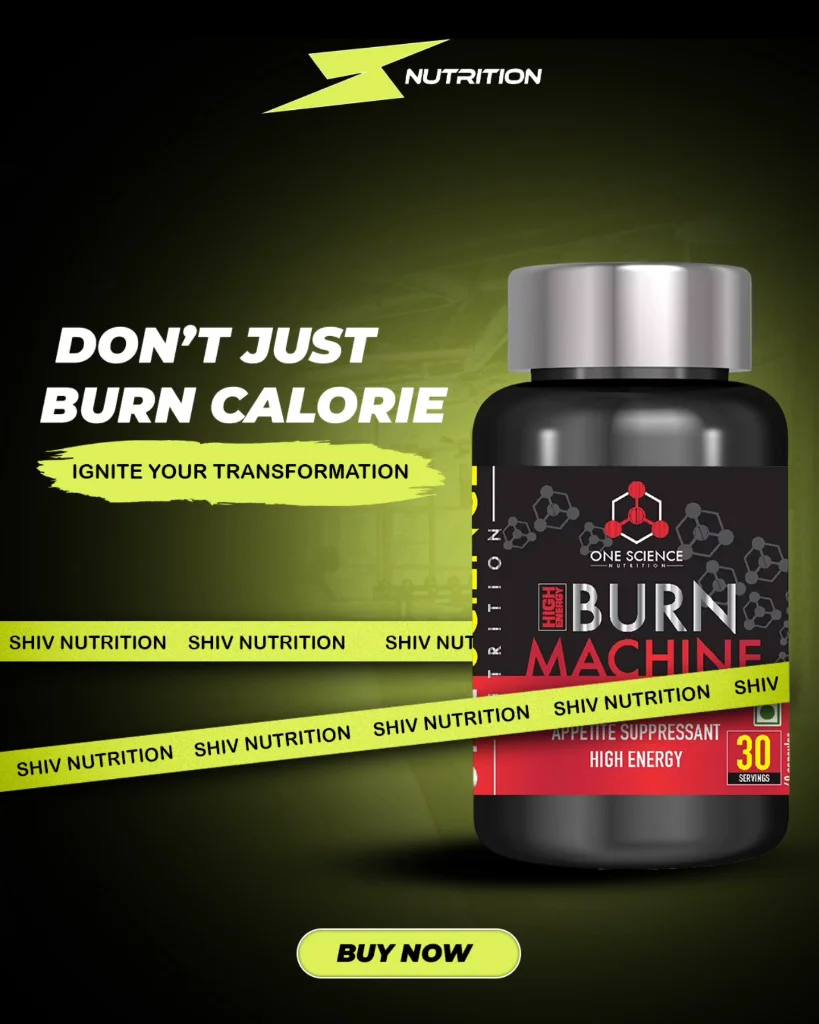 NUTRITION
DON'T JUST
BURN CALORIE
IGNITE YOUR TRANSFORMATION
ONE SCIENCE
NUTRITION
HIGH
ENERGY
BURN
MACHINE
SHIV NUTRITION SHIV NUTRITION SHIV NUT
SHIV NUTRITION SHIV NUTRITION SHIV NUTRITION SHIV NUTRITION SHIV
APPETITE SUPPRESSANT
HIGH ENERGY
30
SERVINGS
BUY NOW